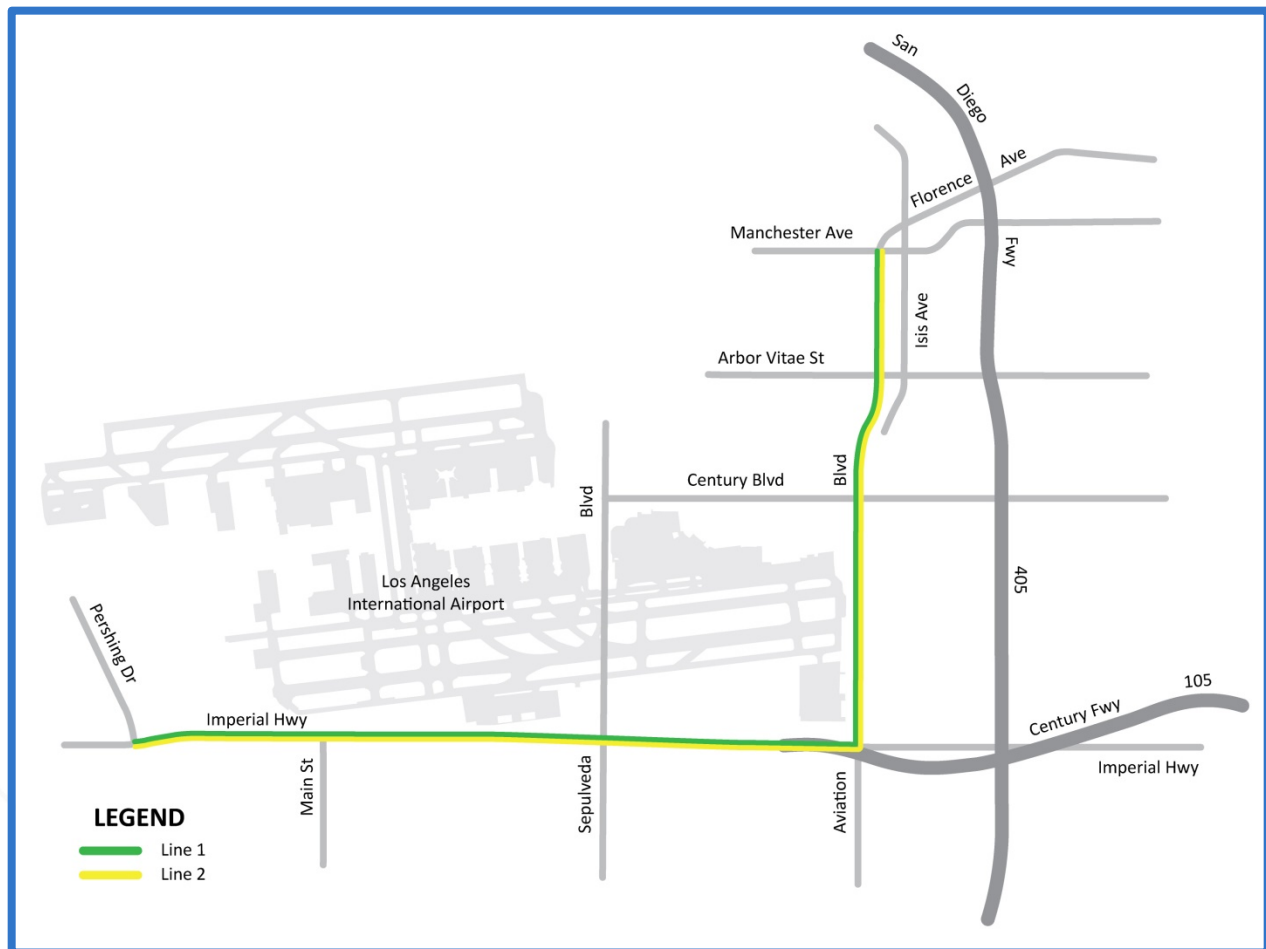 San
Diego
Fwy
405
Florence
Ave
Manchester Ave
Isis Ave
Arbor Vitae St
Century Blvd
Blvd
Blvd
Los Angeles
International Airport
Pershing Dr
Imperial Hwy
105
Century Fwy
Imperial Hwy
Main St
Sepulveda
Aviation
LEGEND
Line 1
Line 2